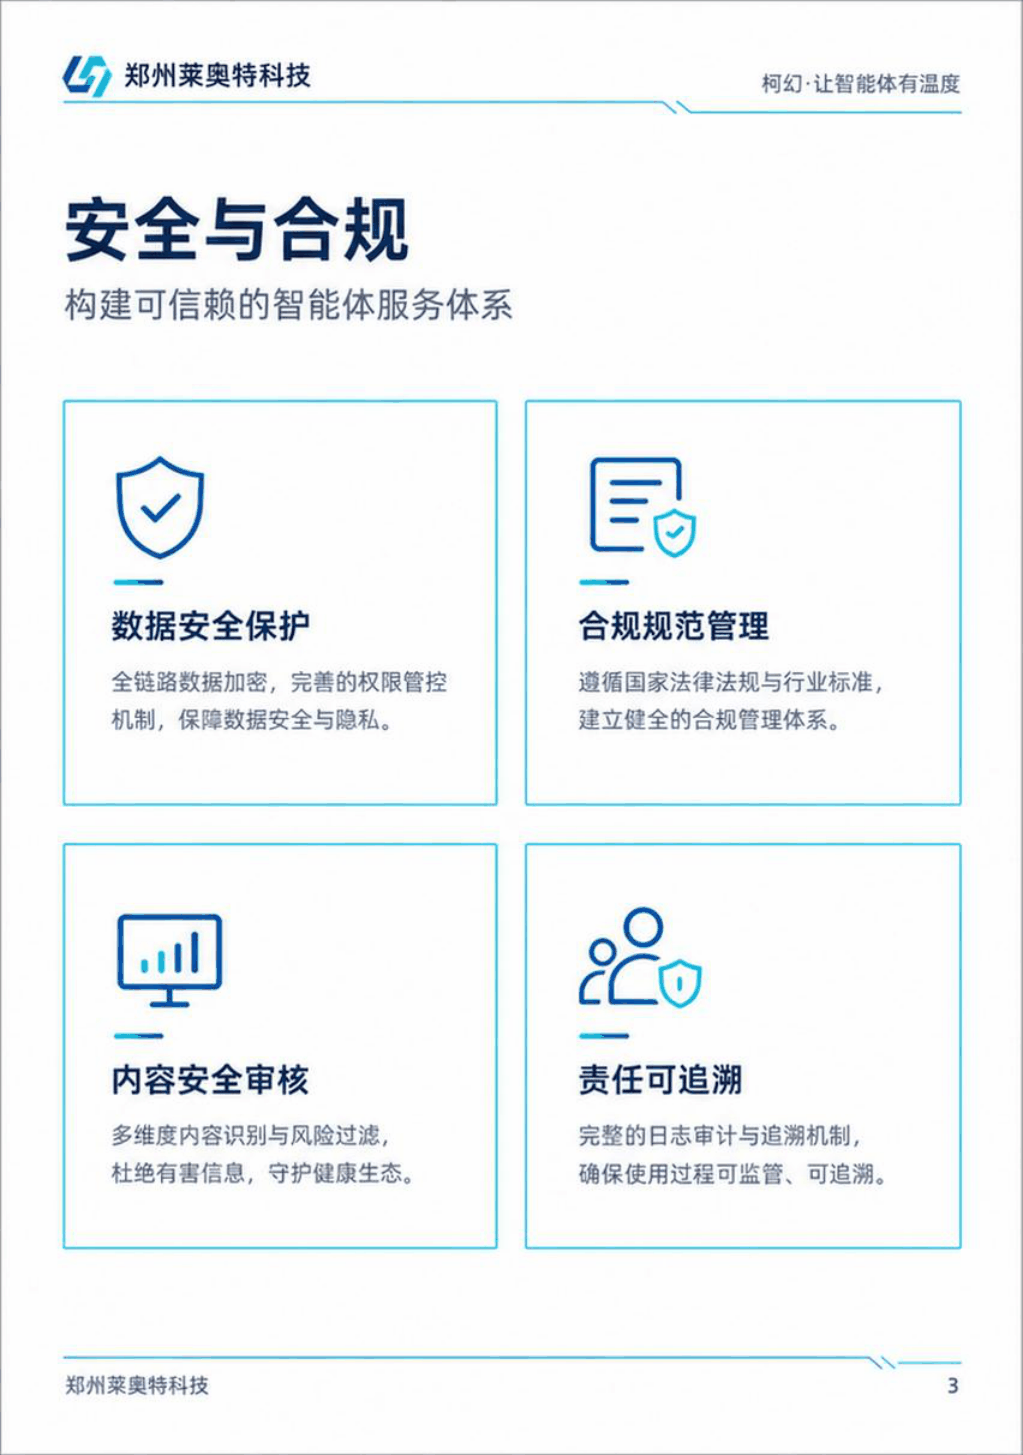 郑州莱奥特科技
柯幻·让智能体有温度
安全与合规
构建可信赖的智能体服务体系
数据安全保护
全链路数据加密，完善的权限管控
机制，保障数据安全与隐私。
合规规范管理
遵循国家法律法规与行业标准，
建立健全的合规管理体系。
内容安全审核
多维度内容识别与风险过滤，
杜绝有害信息，守护健康生态。
责任可追溯
完整的日志审计与追溯机制，
确保使用过程可监管、可追溯。
郑州莱奥特科技
3